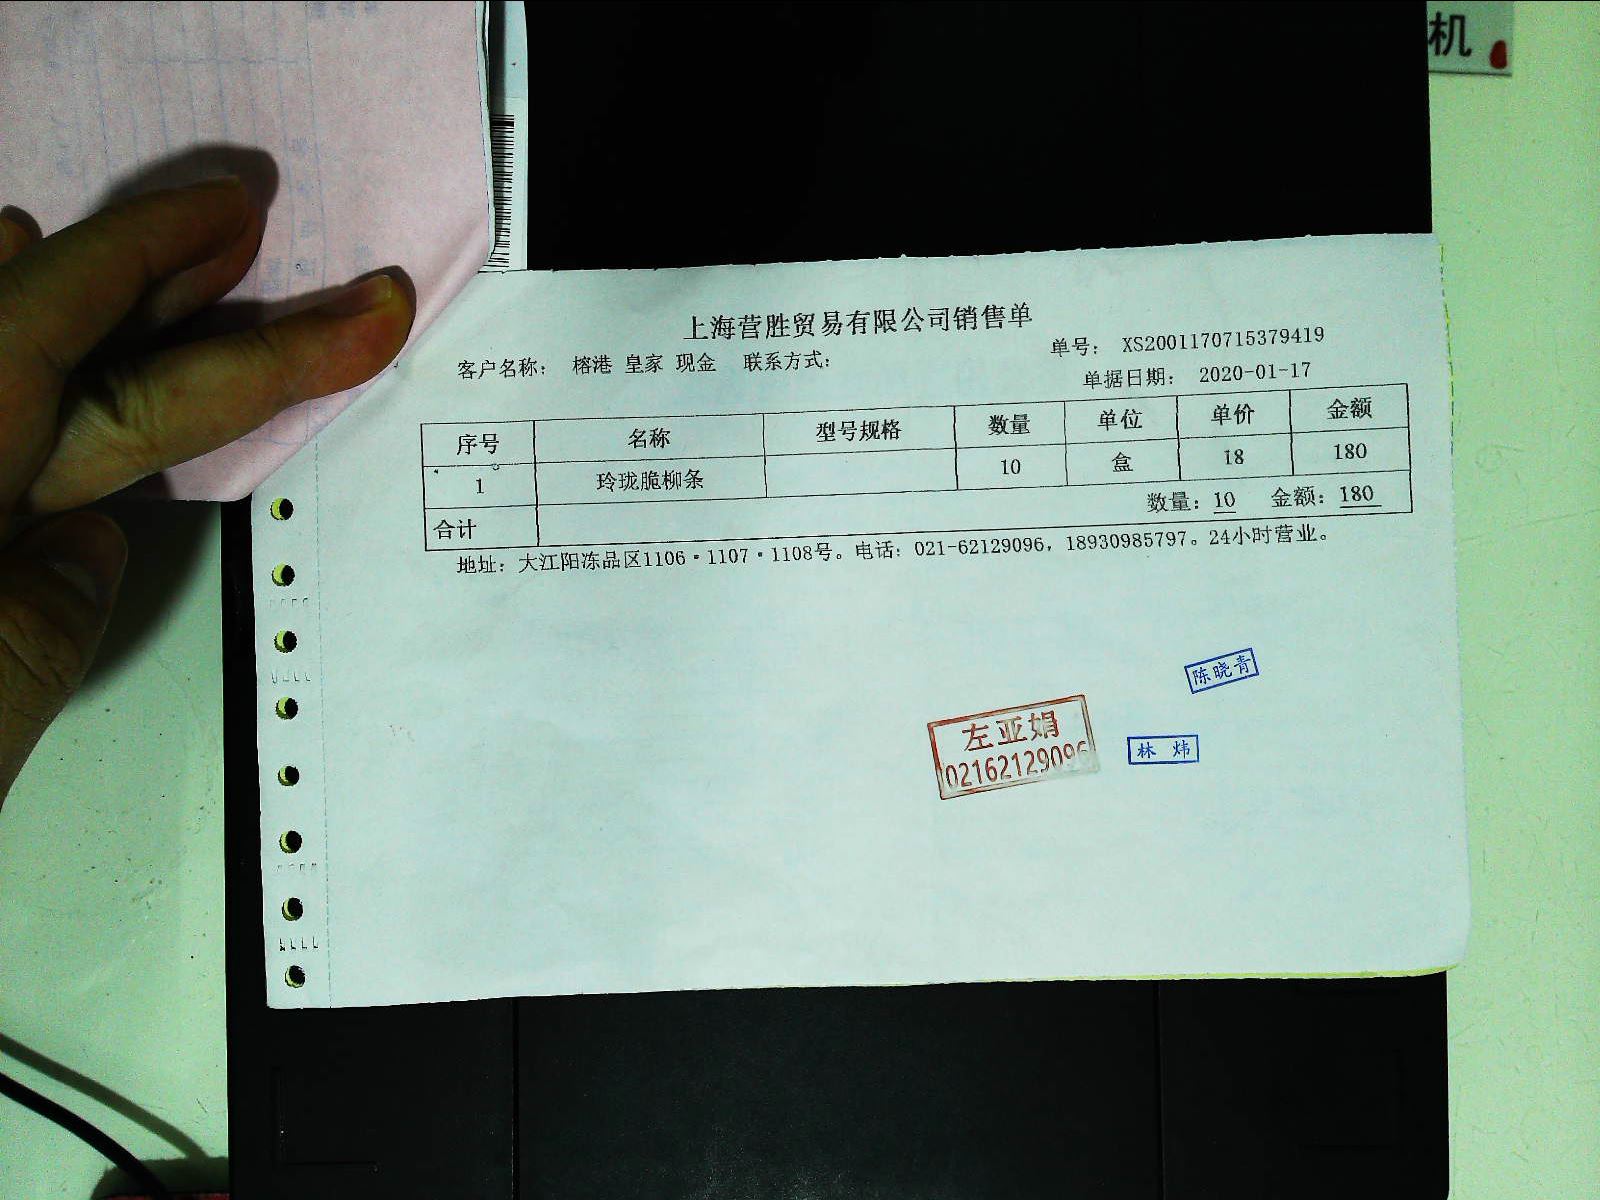 机
上海营胜贸易有限公司销售单
客户名称： 榕港 皇家 现金 联系方式： 单号： XS2001170715379419
单据日期： 2020-01-17
序号 名称 型号规格 数量 单位 单价 金额
1 玲珑脆柳条 10 盒 18 180
合计 数量：10 金额：180
地址：大江阳冻品区1106·1107·1108号。电话：021-62129096，18930985797。24小时营业。
陈晓青
左亚娟
02162129096
林炜